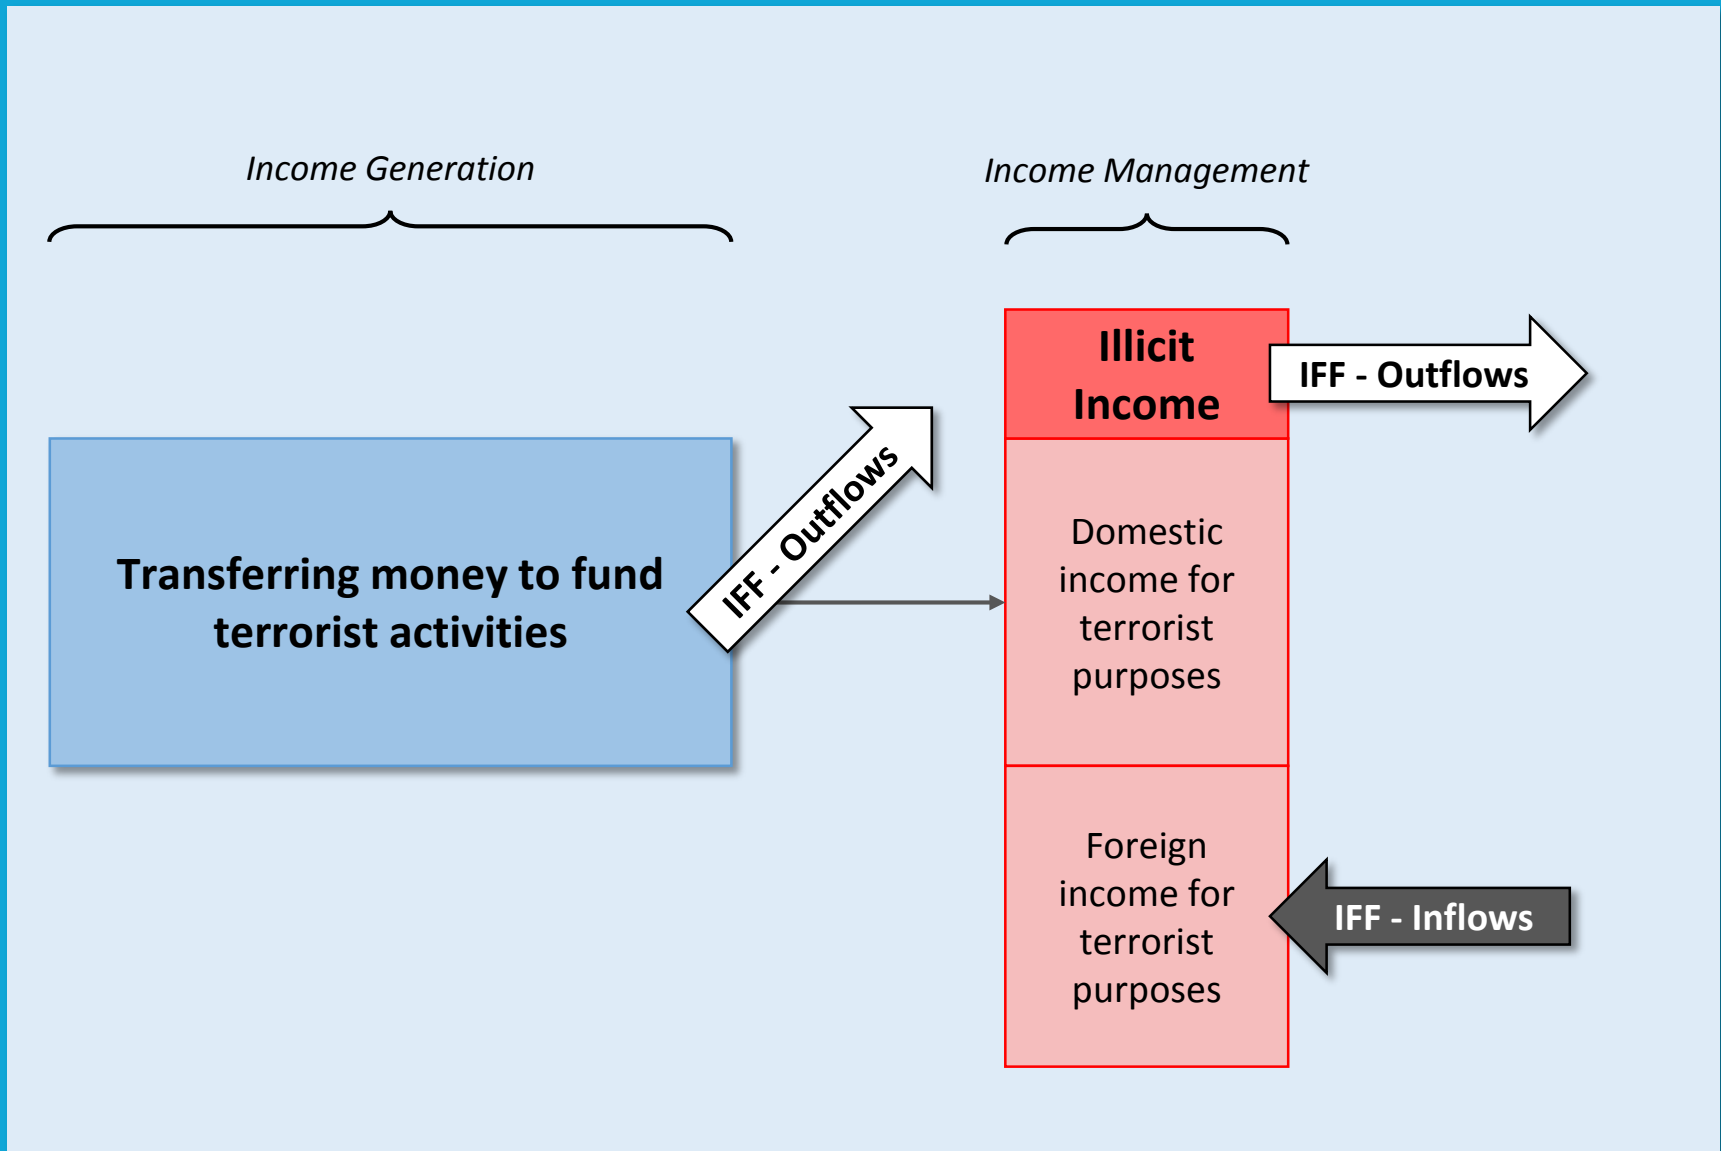 Income Generation
Income Management
Transferring money to fund
terrorist activities
IFF - Outflows
Illicit
Income
IFF - Outflows
Domestic
income for
terrorist
purposes
Foreign
income for
terrorist
purposes
IFF - Inflows